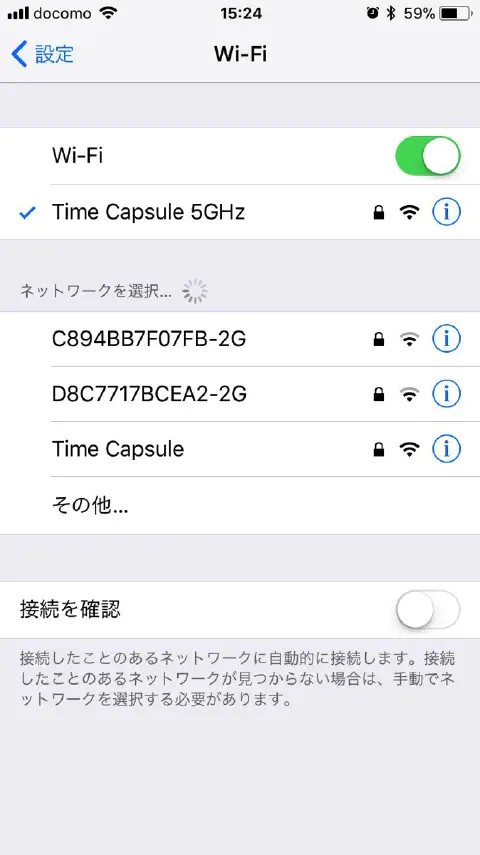 docomo 15:24 59%
設定 Wi-Fi
Wi-Fi
Time Capsule 5GHz
ネットワークを選択...
C894BB7F07FB-2G
D8C7717BCEA2-2G
Time Capsule
その他...
接続を確認
接続したことのあるネットワークに自動的に接続します。接続
したことのあるネットワークが見つからない場合は、手動でネ
ットワークを選択する必要があります。